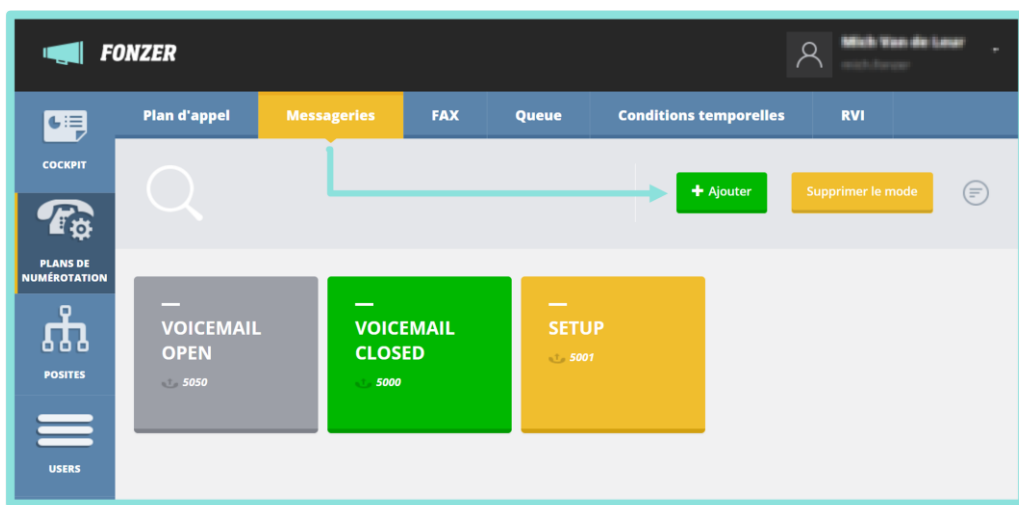 FONZER
Plan d'appel
Messageries
FAX
Queue
Conditions temporelles
RVI
COCKPIT
PLANS DE
NUMÉROTATION
POSITES
USERS
+ Ajouter
Supprimer le mode
VOICEMAIL
OPEN
5050
VOICEMAIL
CLOSED
5000
SETUP
5001